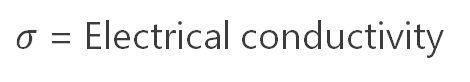 σ = Electrical conductivity